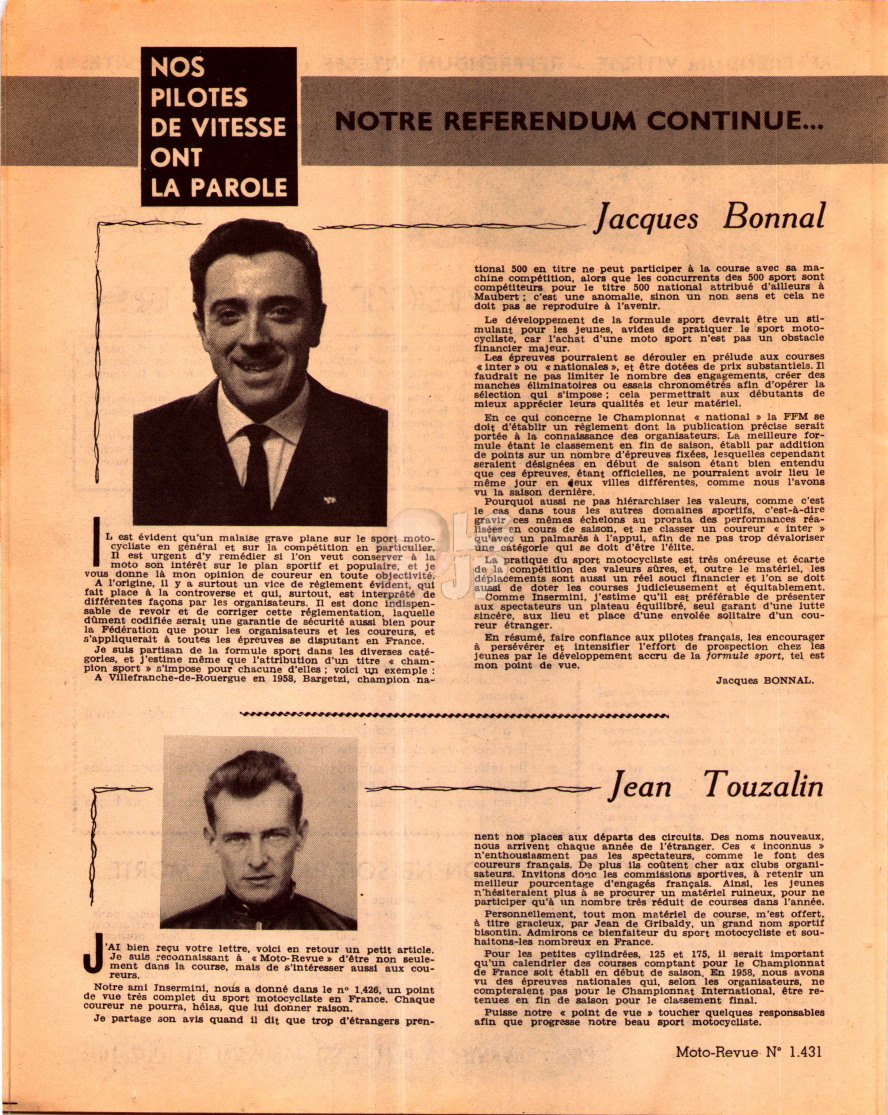 NOS
PILOTES
DE VITESSE
ONT
LA PAROLE
NOTRE REFERENDUM CONTINUE...
Jacques Bonnal
IL est évident qu'un malaise grave plane sur le sport moto-
cycliste en général et sur la compétition en particulier.
Il est urgent d'y remédier si l'on veut conserver à la
moto son intérêt sur le plan sportif et populaire, et je
vous donne là mon opinion de coureur en toute objectivité.
A l'origine, il y a surtout un vice de règlement évident, qui
fait place à la controverse et qui, surtout, est interprété de
différentes façons par les organisateurs. Il est donc indispen-
sable de revoir et de corriger cette réglementation, laquelle
dûment codifiée serait une garantie de sécurité aussi bien pour
la Fédération que pour les organisateurs et les coureurs, et
s'appliquerait à toutes les épreuves se disputant en France.
Je suis partisan de la formule sport dans les diverses caté-
gories, et j'estime même que l'attribution d'un titre « cham-
pion sport » s'impose pour chacune d'elles ; voici un exemple :
A Villefranche-de-Rouergue en 1958, Bargetzi, champion na-
tional 500 en titre ne peut participer à la course avec sa ma-
chine compétition, alors que les concurrents des 500 sport sont
compétiteurs pour le titre 500 national attribué d'ailleurs à
Maubert ; c'est une anomalie, sinon un non sens et cela ne
doit pas se reproduire à l'avenir.
Le développement de la formule sport devrait être un sti-
mulant pour les jeunes, avides de pratiquer le sport moto-
cycliste, car l'achat d'une moto sport n'est pas un obstacle
financier majeur.
Les épreuves pourraient se dérouler en prélude aux courses
« inter » ou « nationales », et être dotées de prix substantiels. Il
faudrait ne pas limiter le nombre des engagements, créer des
manches éliminatoires ou essais chronométrés afin d'opérer la
sélection qui s'impose ; cela permettrait aux débutants de
mieux apprécier leurs qualités et leur matériel.
En ce qui concerne le Championnat « national » la FFM se
doit d'établir un règlement dont la publication précise serait
portée à la connaissance des organisateurs. La meilleure for-
mule étant le classement en fin de saison, établi par addition
de points sur un nombre d'épreuves fixées, lesquelles cependant
seraient désignées en début de saison étant bien entendu
que ces épreuves, étant officielles, ne pourraient avoir lieu le
même jour en deux villes différentes, comme nous l'avons
vu la saison dernière.
Pourquoi aussi ne pas hiérarchiser les valeurs, comme c'est
le cas dans tous les autres domaines sportifs, c'est-à-dire
gravir ces mêmes échelons au prorata des performances réa-
lisées en cours de saison, et ne classer un coureur « inter »
qu'avec un palmarès à l'appui, afin de ne pas trop dévaloriser
une catégorie qui se doit d'être l'élite.
La pratique du sport motocycliste est très onéreuse et écarte
de la compétition des valeurs sûres, et, outre le matériel, les
déplacements sont aussi un réel souci financier et l'on se doit
aussi de doter les courses judicieusement et équitablement.
Comme Insermini, j'estime qu'il est préférable de présenter
aux spectateurs un plateau équilibré, seul garant d'une lutte
sincère, aux lieu et place d'une envolée solitaire d'un cou-
reur étranger.
En résumé, faire confiance aux pilotes français, les encourager
à persévérer et intensifier l'effort de prospection chez les
jeunes par le développement accru de la formule sport, tel est
mon point de vue.
Jacques BONNAL.
Jean Touzalin
J'AI bien reçu votre lettre, voici en retour un petit article.
Je suis reconnaissant à « Moto-Revue » d'être non seule-
ment dans la course, mais de s'intéresser aussi aux cou-
reurs.
Notre ami Insermini, nous a donné dans le n° 1.426, un point
de vue très complet du sport motocycliste en France. Chaque
coureur ne pourra, hélas, que lui donner raison.
Je partage son avis quand il dit que trop d'étrangers pren-
nent nos places aux départs des circuits. Des noms nouveaux,
nous arrivent chaque année de l'étranger. Ces « inconnus »
n'enthousiasment pas les spectateurs, comme le font des
coureurs français. De plus ils coûtent cher aux clubs organi-
sateurs. Invitons donc les commissions sportives, à retenir un
meilleur pourcentage d'engagés français. Ainsi, les jeunes
n'hésiteront plus à se procurer un matériel ruineux, pour ne
participer qu'à un nombre très réduit de courses dans l'année.
Personnellement, tout mon matériel de course, m'est offert,
à titre gracieux, par Jean de Gribaldy, un grand nom sportif
bisontin. Admirons ce bienfaiteur du sport motocycliste et sou-
haitons-les nombreux en France.
Pour les petites cylindrées, 125 et 175, il serait important
qu'un calendrier des courses comptant pour le Championnat
de France soit établi en début de saison. En 1958, nous avons
vu des épreuves nationales qui, selon les organisateurs, ne
compteraient pas pour le Championnat International, être re-
tenues en fin de saison pour le classement final.
Puisse notre « point de vue » toucher quelques responsables
afin que progresse notre beau sport motocycliste.
Moto-Revue N° 1.431